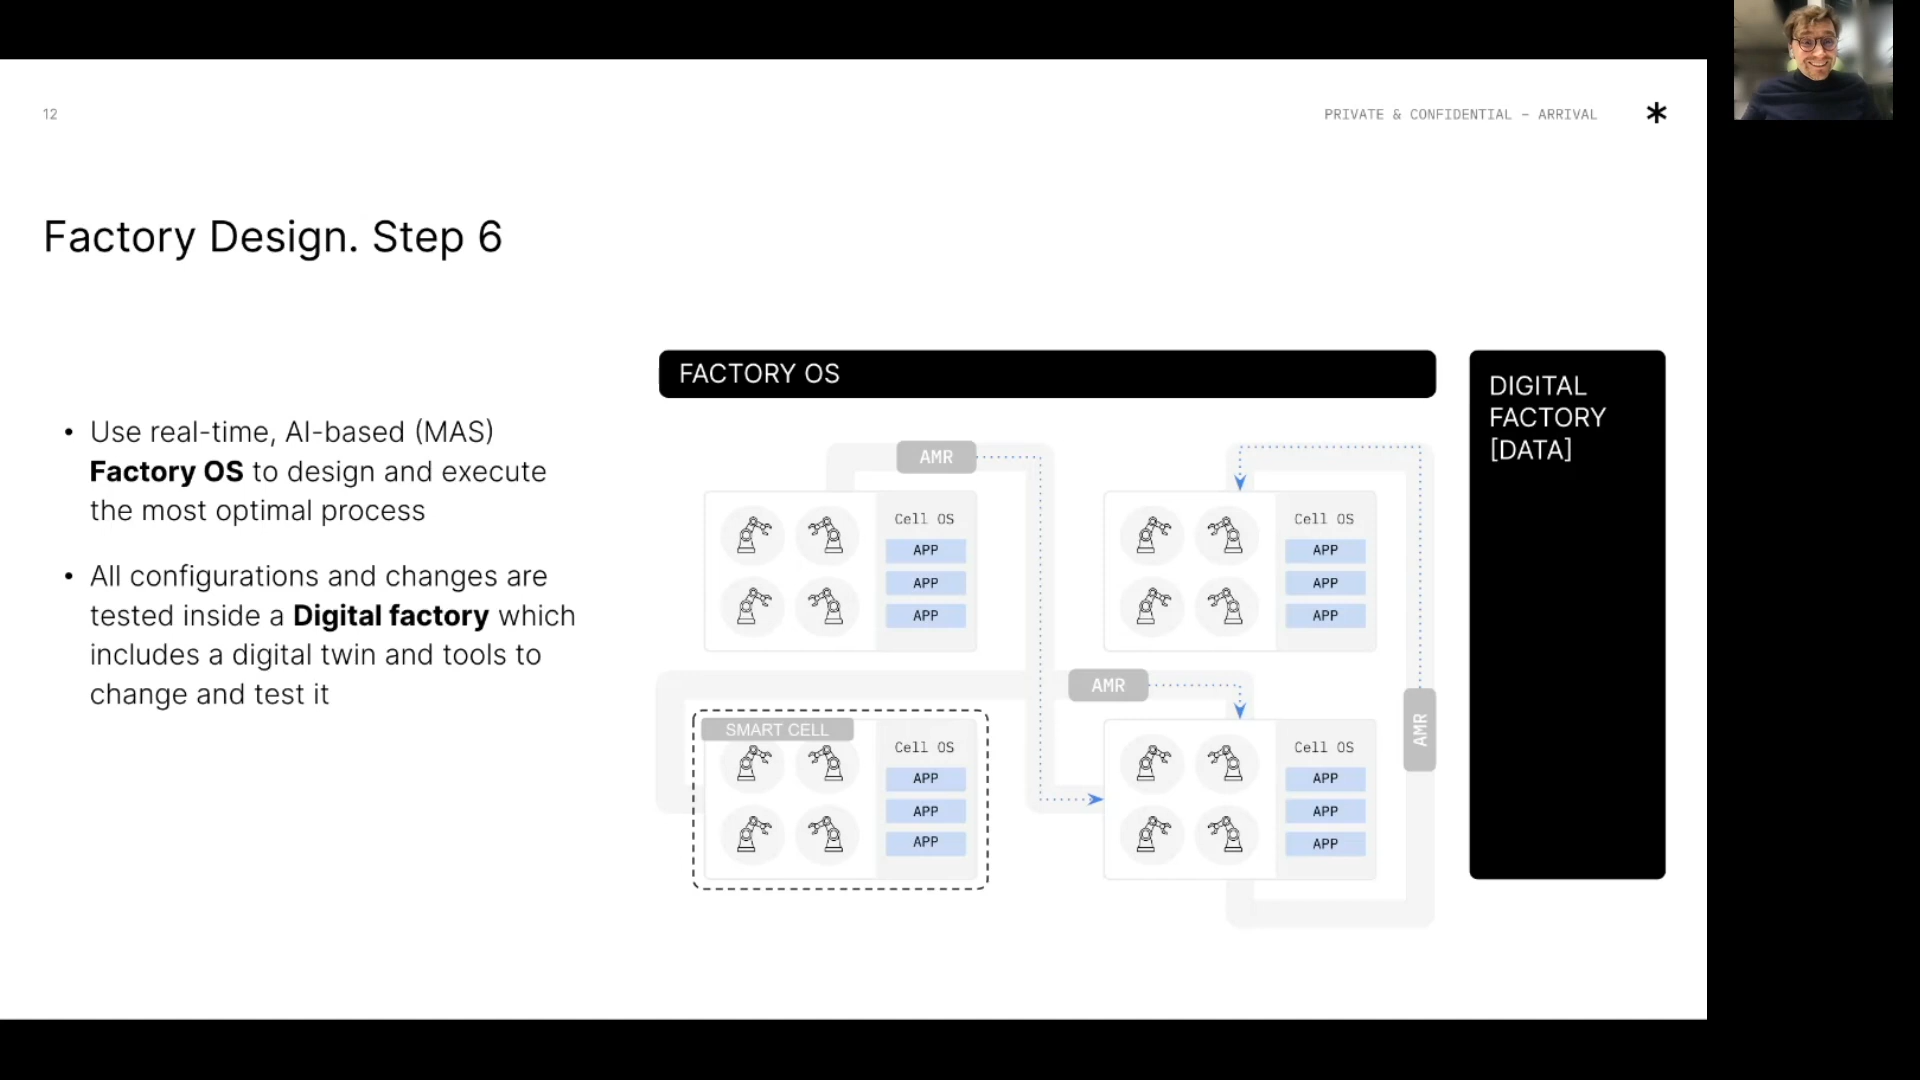 12
PRIVATE & CONFIDENTIAL – ARRIVAL
Factory Design. Step 6
• Use real-time, AI-based (MAS)
Factory OS to design and execute
the most optimal process
• All configurations and changes are
tested inside a Digital factory which
includes a digital twin and tools to
change and test it
FACTORY OS
DIGITAL
FACTORY
[DATA]
AMR
Cell OS
APP
APP
APP
Cell OS
APP
APP
APP
AMR
AMR
SMART CELL
Cell OS
APP
APP
APP
Cell OS
APP
APP
APP